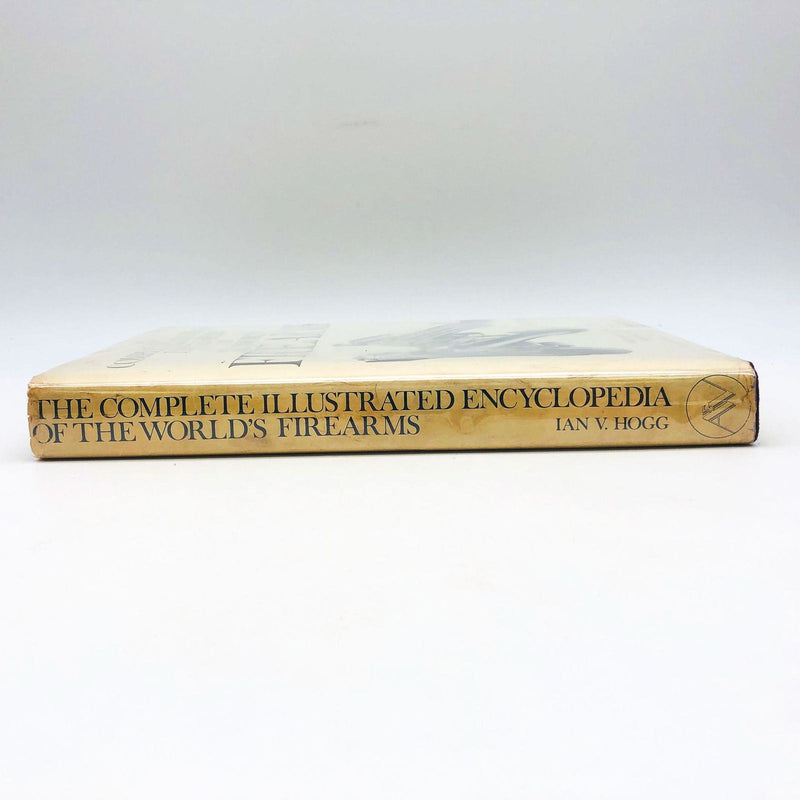 THE COMPLETE ILLUSTRATED ENCYCLOPEDIA
OF THE WORLD'S FIREARMS
IAN V. HOGG